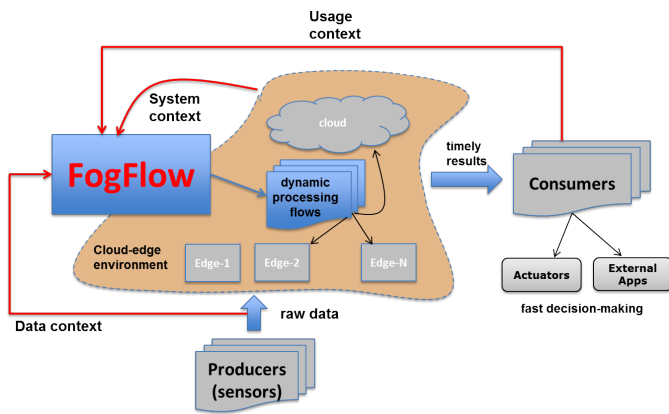 Usage
context
System
context
cloud
FogFlow
timely
results
dynamic
processing
flows
Consumers
Cloud-edge
environment
Edge-1
Edge-2
Edge-N
Actuators
External
Apps
fast decision-making
Data context
raw data
Producers
(sensors)